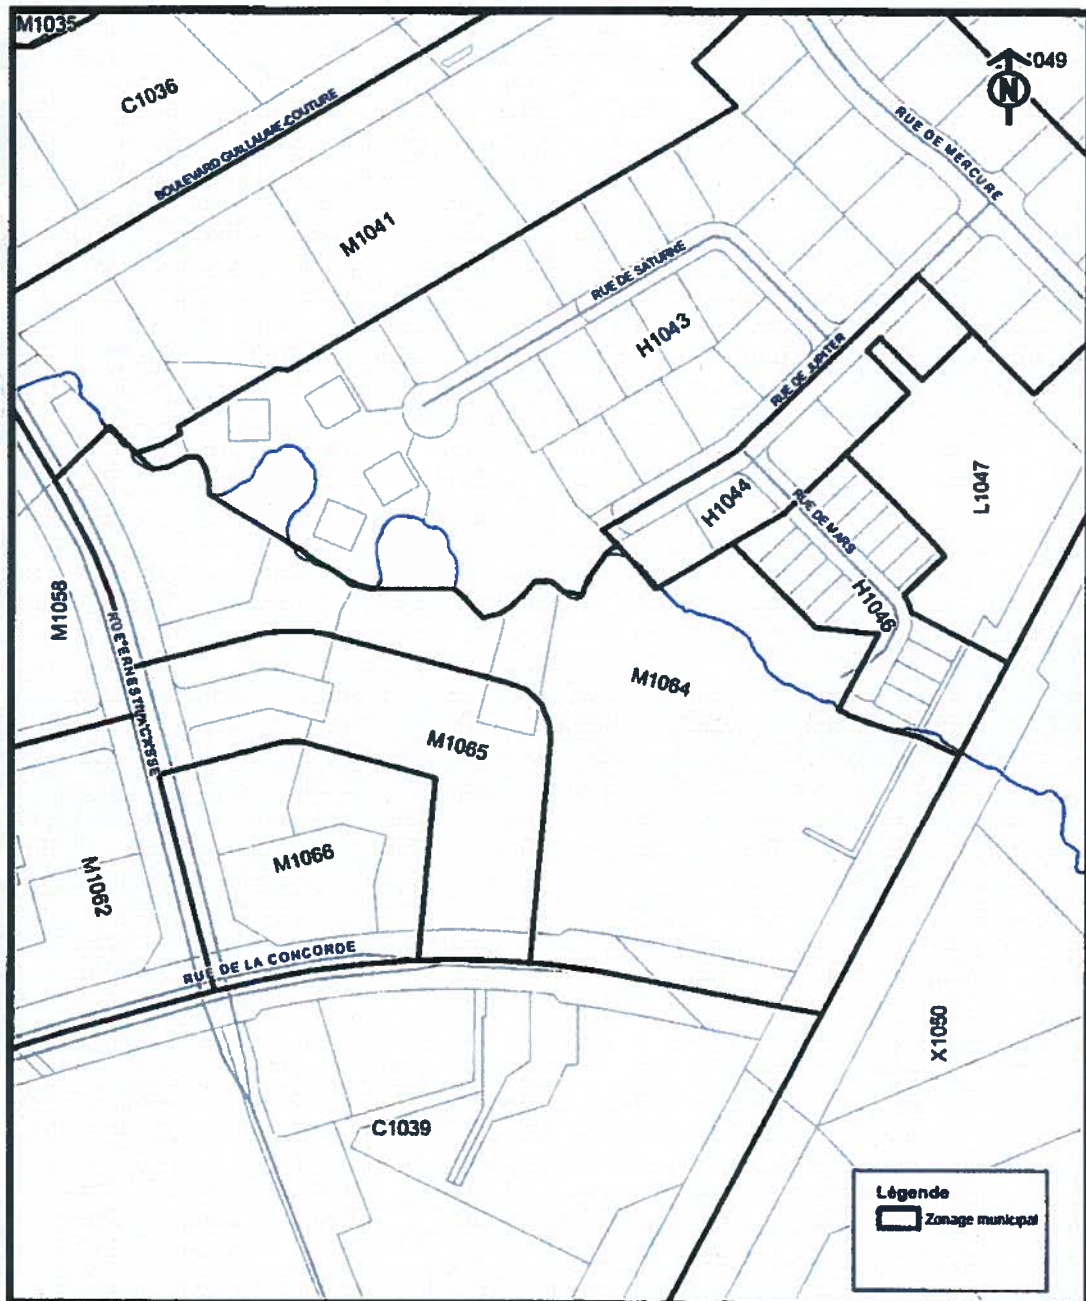 M1035
C1036
BOULEVARD GUILLAUME-COUTURE
M1041
RUE DE MERCURE
049
N
RUE DE SATURNE
H1043
RUE DE JUPITER
H1044
RUE DE MARS
L1047
H1046
M1058
M1064
M1065
M1066
M1062
RUE DE LA CONCORDE
X1050
C1039
Légende
Zonage municipal